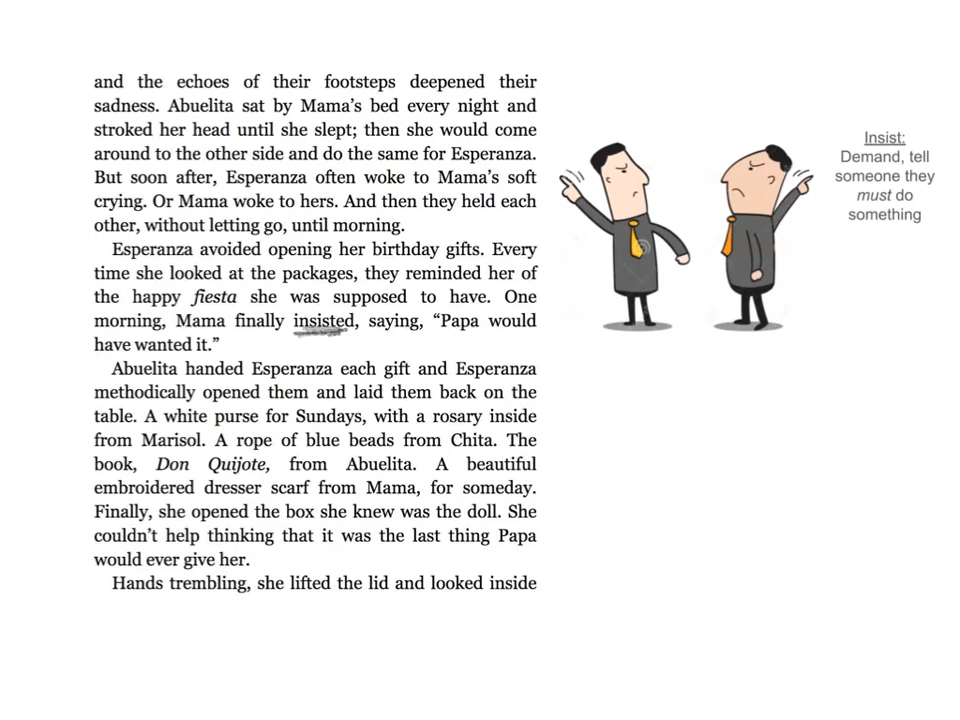 and the echoes of their footsteps deepened their
sadness. Abuelita sat by Mama’s bed every night and
stroked her head until she slept; then she would come
around to the other side and do the same for Esperanza.
But soon after, Esperanza often woke to Mama’s soft
crying. Or Mama woke to hers. And then they held each
other, without letting go, until morning.
Esperanza avoided opening her birthday gifts. Every
time she looked at the packages, they reminded her of
the happy fiesta she was supposed to have. One
morning, Mama finally insisted, saying, “Papa would
have wanted it.”
Abuelita handed Esperanza each gift and Esperanza
methodically opened them and laid them back on the
table. A white purse for Sundays, with a rosary inside
from Marisol. A rope of blue beads from Chita. The
book, Don Quijote, from Abuelita. A beautiful
embroidered dresser scarf from Mama, for someday.
Finally, she opened the box she knew was the doll. She
couldn’t help thinking that it was the last thing Papa
would ever give her.
Hands trembling, she lifted the lid and looked inside
Insist:
Demand, tell
someone they
must do
something